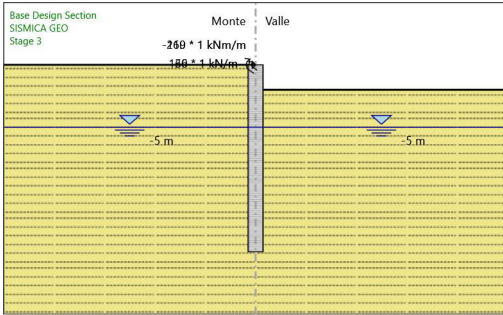 Base Design Section
SISMICA GEO
Stage 3
Monte
Valle
* 1 kNm/m
* 1 kN/m
-5 m
-5 m